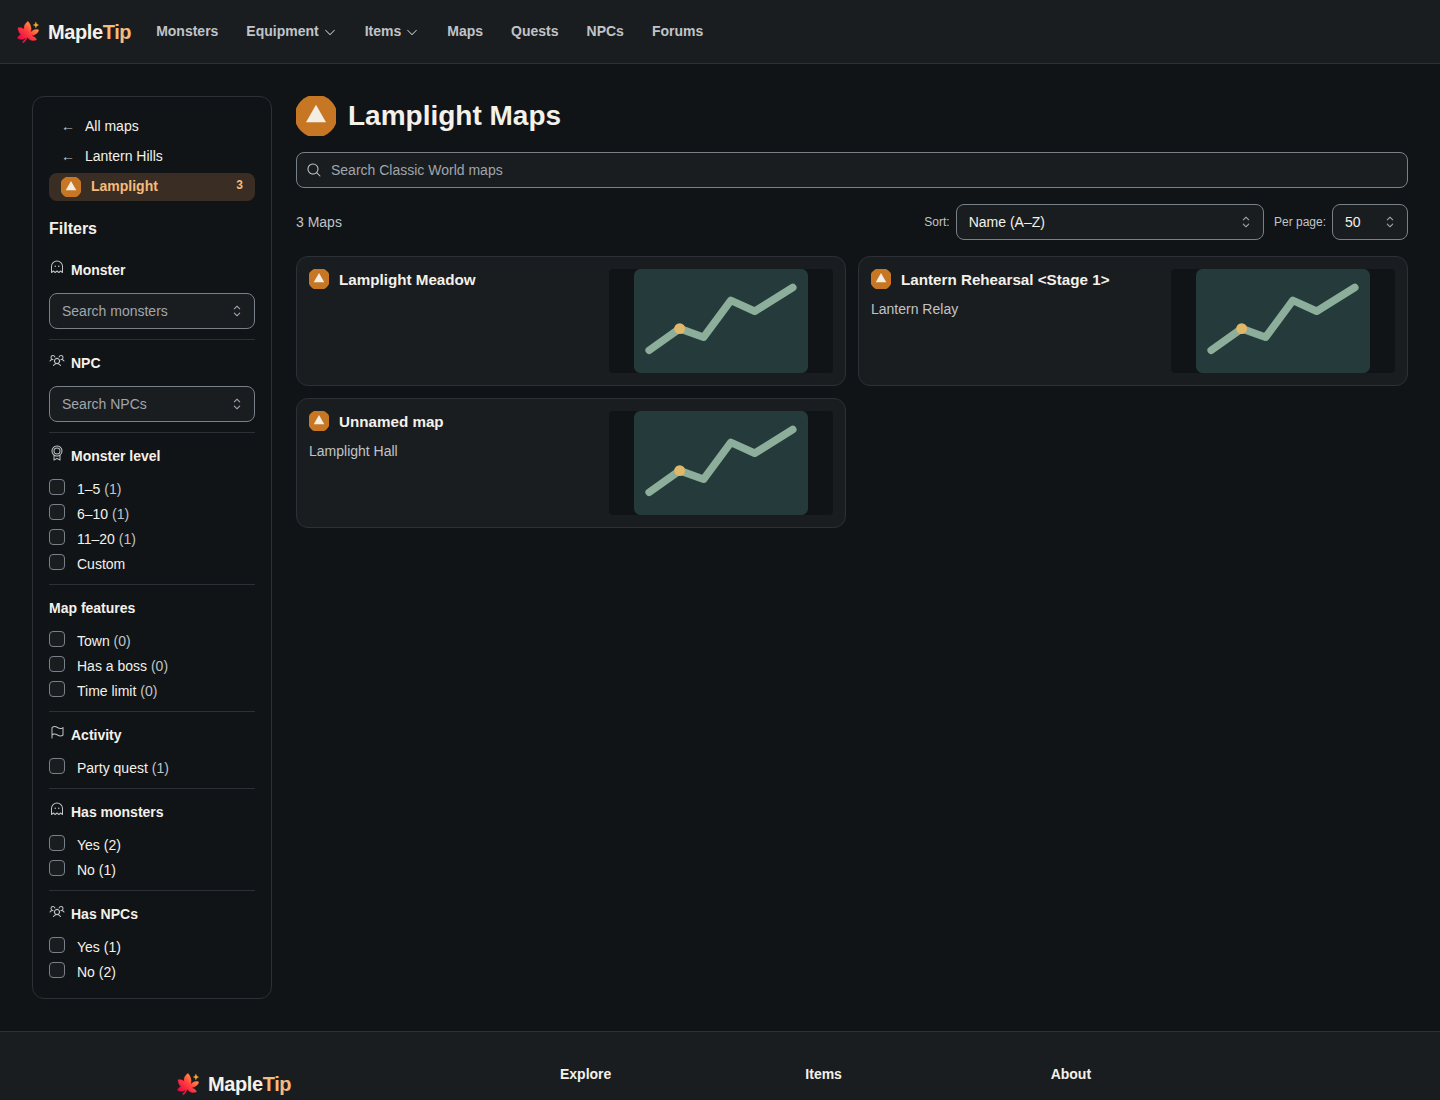 MapleTip Monsters Equipment Items Maps Quests NPCs Forums
← All maps
← Lantern Hills
Lamplight 3
Filters
Monster
Search monsters
NPC
Search NPCs
Monster level
1–5 (1)
6–10 (1)
11–20 (1)
Custom
Map features
Town (0)
Has a boss (0)
Time limit (0)
Activity
Party quest (1)
Has monsters
Yes (2)
No (1)
Has NPCs
Yes (1)
No (2)
Lamplight Maps
Search Classic World maps
3 Maps Sort: Name (A–Z) Per page: 50
Lamplight Meadow
Lantern Rehearsal <Stage 1>
Lantern Relay
Unnamed map
Lamplight Hall
MapleTip
Explore
Items
About